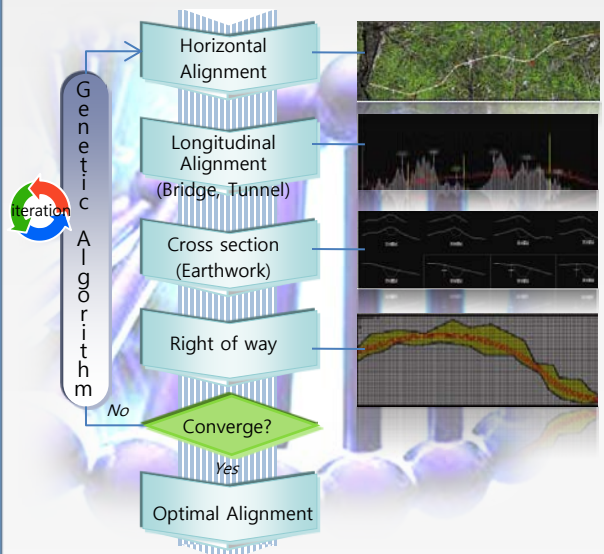 Horizontal
Alignment
Longitudinal
Alignment
(Bridge, Tunnel)
Cross section
(Earthwork)
Right of way
Converge?
No
Yes
Optimal Alignment
Genetic Algorithm
iteration